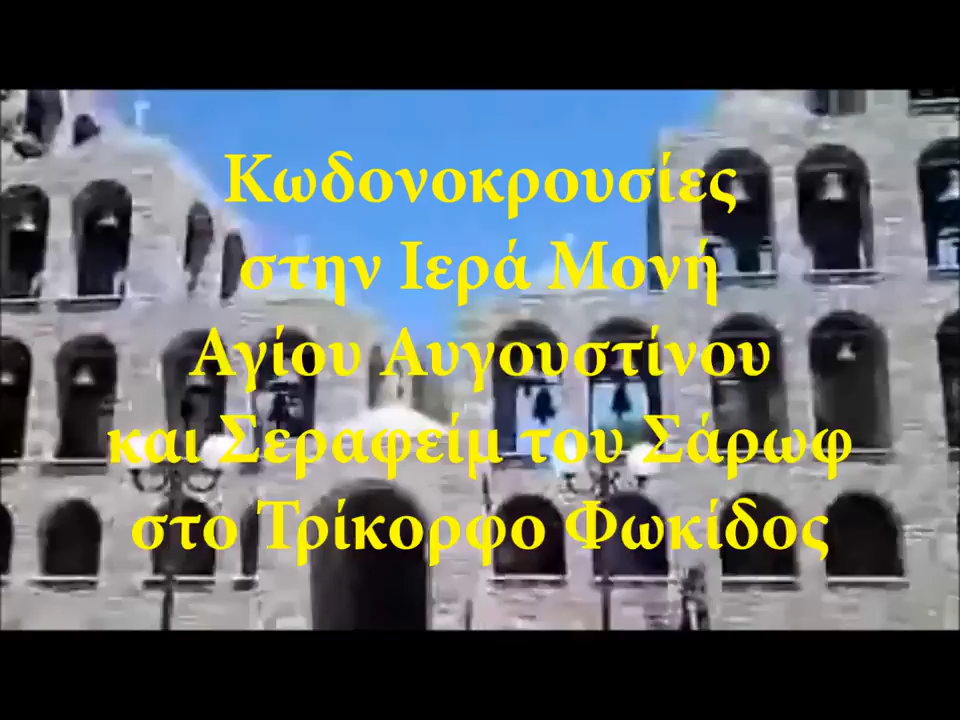 Κωδονοκρουσίες
στην Ιερά Μονή
Αγίου Αυγουστίνου
και Σεραφείμ του Σάρωφ
στο Τρίκορφο Φωκίδος